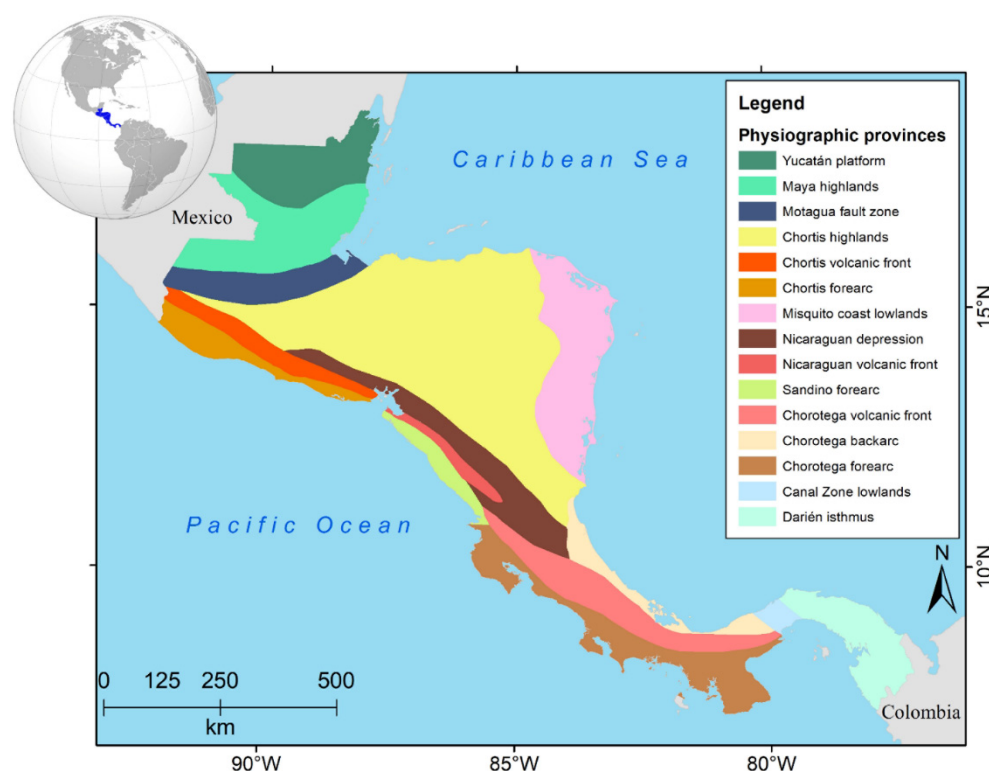 Caribbean Sea
Mexico
Pacific Ocean
Colombia
Legend
Physiographic provinces
Yucatán platform
Maya highlands
Motagua fault zone
Chortis highlands
Chortis volcanic front
Chortis forearc
Misquito coast lowlands
Nicaraguan depression
Nicaraguan volcanic front
Sandino forearc
Chorotega volcanic front
Chorotega backarc
Chorotega forearc
Canal Zone lowlands
Darién isthmus
15°N
10°N
N
0 125 250 500
km
90°W 85°W 80°W